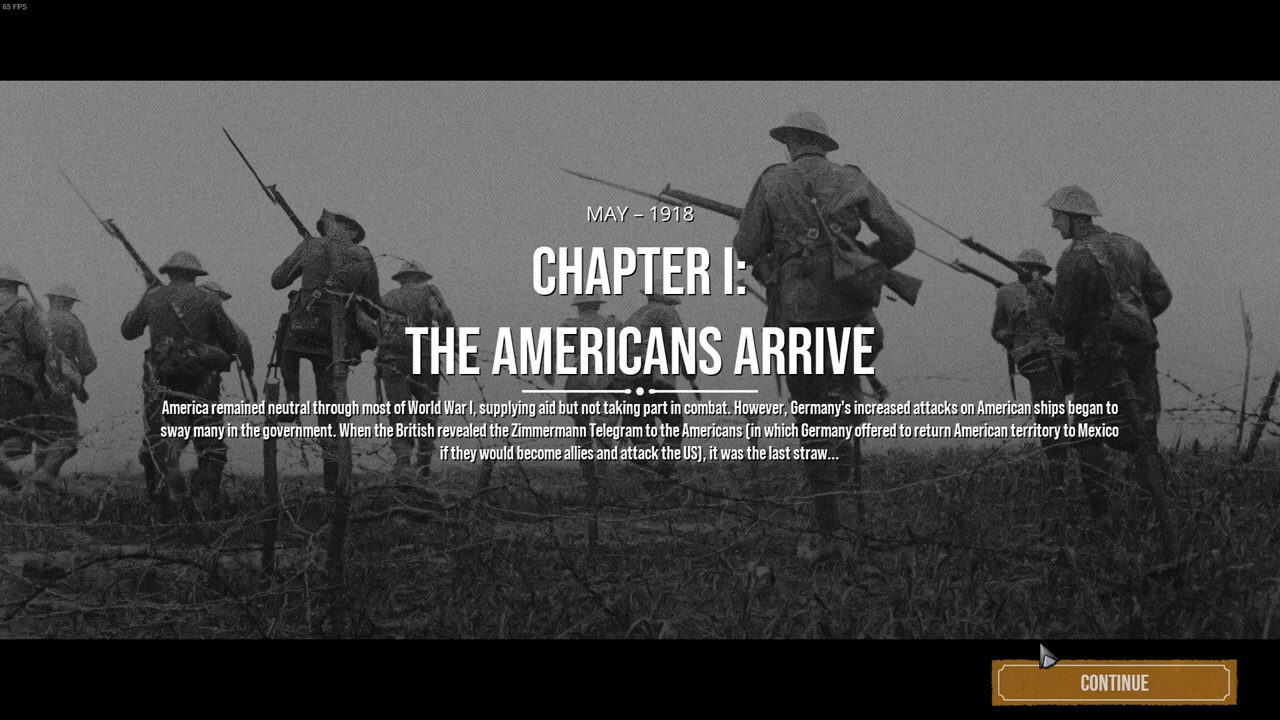 65 FPS
MAY – 1918
CHAPTER I:
THE AMERICANS ARRIVE
America remained neutral through most of World War I, supplying aid but not taking part in combat. However, Germany's increased attacks on American ships began to
sway many in the government. When the British revealed the Zimmermann Telegram to the Americans (in which Germany offered to return American territory to Mexico
if they would become allies and attack the US), it was the last straw...
CONTINUE